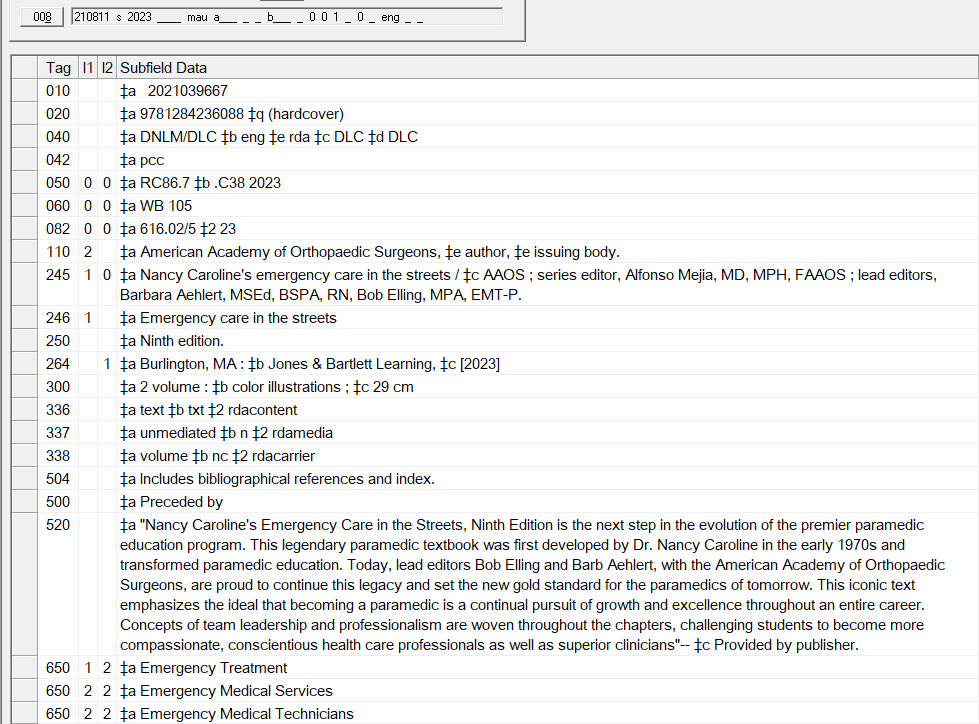 008 210811 s 2023 ____ mau a___ _ _ b___ _ 0 0 1 _ 0 _ eng _ _
Tag I1 I2 Subfield Data
010 ‡a 2021039667
020 ‡a 9781284236088 ‡q (hardcover)
040 ‡a DNLM/DLC ‡b eng ‡e rda ‡c DLC ‡d DLC
042 ‡a pcc
050 0 0 ‡a RC86.7 ‡b .C38 2023
060 0 0 ‡a WB 105
082 0 0 ‡a 616.02/5 ‡2 23
110 2 ‡a American Academy of Orthopaedic Surgeons, ‡e author, ‡e issuing body.
245 1 0 ‡a Nancy Caroline's emergency care in the streets / ‡c AAOS ; series editor, Alfonso Mejia, MD, MPH, FAAOS ; lead editors,
Barbara Aehlert, MSEd, BSPA, RN, Bob Elling, MPA, EMT-P.
246 1 ‡a Emergency care in the streets
250 ‡a Ninth edition.
264 1 ‡a Burlington, MA : ‡b Jones & Bartlett Learning, ‡c [2023]
300 ‡a 2 volume : ‡b color illustrations ; ‡c 29 cm
336 ‡a text ‡b txt ‡2 rdacontent
337 ‡a unmediated ‡b n ‡2 rdamedia
338 ‡a volume ‡b nc ‡2 rdacarrier
504 ‡a Includes bibliographical references and index.
500 ‡a Preceded by
520 ‡a "Nancy Caroline's Emergency Care in the Streets, Ninth Edition is the next step in the evolution of the premier paramedic
education program. This legendary paramedic textbook was first developed by Dr. Nancy Caroline in the early 1970s and
transformed paramedic education. Today, lead editors Bob Elling and Barb Aehlert, with the American Academy of Orthopaedic
Surgeons, are proud to continue this legacy and set the new gold standard for the paramedics of tomorrow. This iconic text
emphasizes the ideal that becoming a paramedic is a continual pursuit of growth and excellence throughout an entire career.
Concepts of team leadership and professionalism are woven throughout the chapters, challenging students to become more
compassionate, conscientious health care professionals as well as superior clinicians"-- ‡c Provided by publisher.
650 1 2 ‡a Emergency Treatment
650 2 2 ‡a Emergency Medical Services
650 2 2 ‡a Emergency Medical Technicians